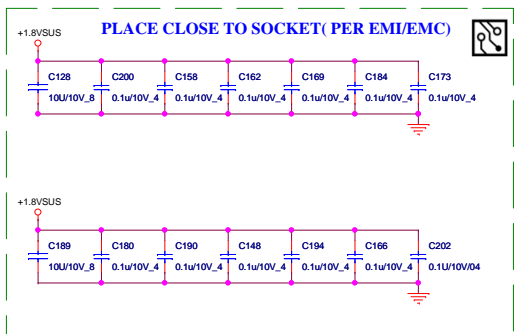 PLACE CLOSE TO SOCKET( PER EMI/EMC)
+1.8VSUS
C128 C200 C158 C162 C169 C184 C173
10U/10V_8 0.1u/10V_4 0.1u/10V_4 0.1u/10V_4 0.1u/10V_4 0.1u/10V_4 0.1u/10V_4
+1.8VSUS
C189 C180 C190 C148 C194 C166 C202
10U/10V_8 0.1u/10V_4 0.1u/10V_4 0.1u/10V_4 0.1u/10V_4 0.1u/10V_4 0.1U/10V/04